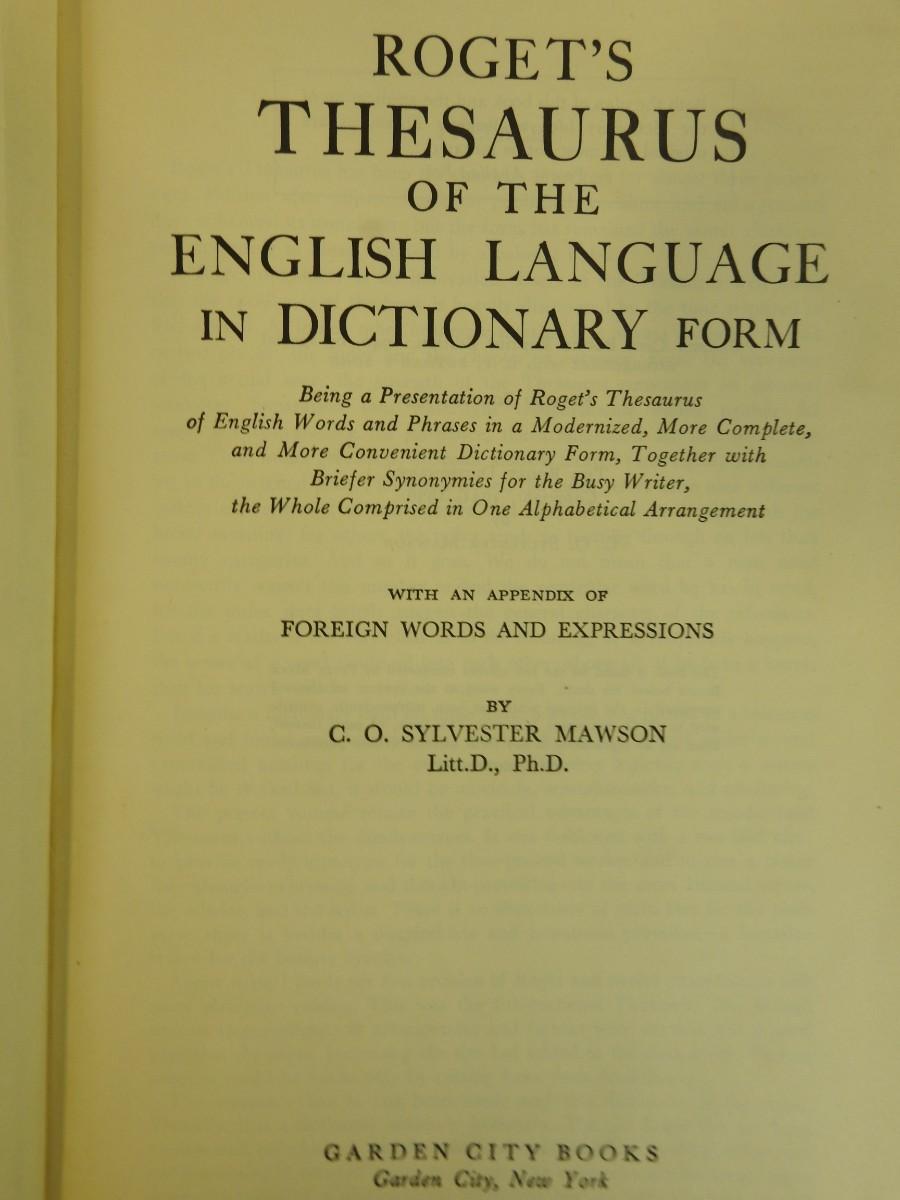 ROGET'S
THESAURUS
OF THE
ENGLISH LANGUAGE
IN DICTIONARY FORM
Being a Presentation of Roget's Thesaurus
of English Words and Phrases in a Modernized, More Complete,
and More Convenient Dictionary Form, Together with
Briefer Synonymies for the Busy Writer,
the Whole Comprised in One Alphabetical Arrangement
WITH AN APPENDIX OF
FOREIGN WORDS AND EXPRESSIONS
BY
C. O. SYLVESTER MAWSON
Litt.D., Ph.D.
GARDEN CITY BOOKS
Garden City, New York